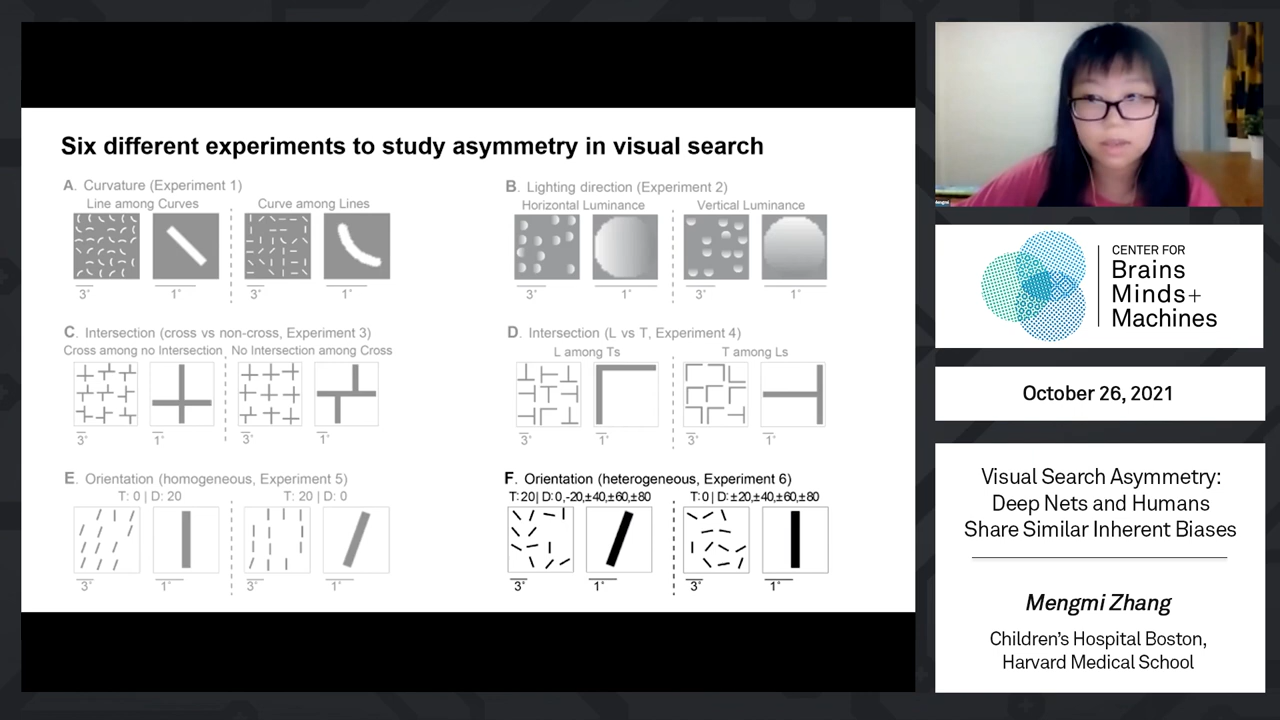 Six different experiments to study asymmetry in visual search
A. Curvature (Experiment 1)
Line among Curves
Curve among Lines
3°
1°
3°
1°
B. Lighting direction (Experiment 2)
Horizontal Luminance
Vertical Luminance
3°
1°
3°
1°
C. Intersection (cross vs non-cross, Experiment 3)
Cross among no Intersection
No Intersection among Cross
3°
1°
3°
1°
D. Intersection (L vs T, Experiment 4)
L among Ts
T among Ls
3°
1°
3°
1°
E. Orientation (homogeneous, Experiment 5)
T: 0 | D: 20
T: 20 | D: 0
3°
1°
3°
1°
F. Orientation (heterogeneous, Experiment 6)
T: 20 | D: 0,-20,±40,±60,±80
T: 0 | D: ±20,±40,±60,±80
3°
1°
3°
1°
Mengmi
CENTER FOR
Brains
Minds+
Machines
October 26, 2021
Visual Search Asymmetry:
Deep Nets and Humans
Share Similar Inherent Biases
Mengmi Zhang
Children's Hospital Boston,
Harvard Medical School